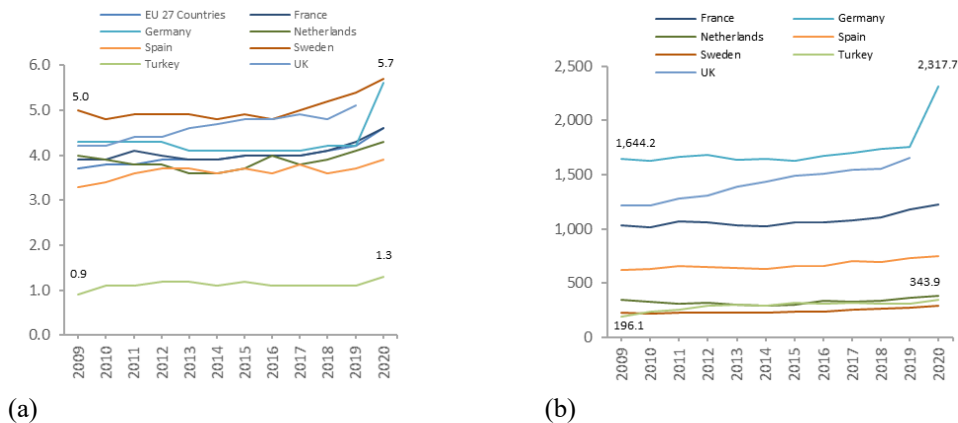 EU 27 Countries France
Germany Netherlands
Spain Sweden
Turkey UK
6.0
5.0
4.0
3.0
2.0
1.0
0.0
5.0
5.7
0.9
1.3
2009 2010 2011 2012 2013 2014 2015 2016 2017 2018 2019 2020
(a)
France Germany
Netherlands Spain
Sweden Turkey
UK
2,500
2,000
1,500
1,000
500
0
2,317.7
1,644.2
343.9
196.1
2009 2010 2011 2012 2013 2014 2015 2016 2017 2018 2019 2020
(b)